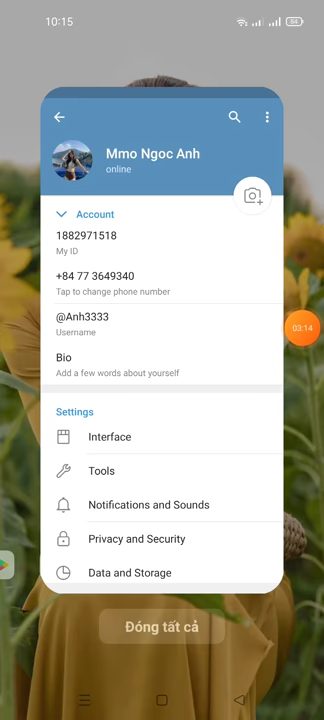 10:15
84
Mmo Ngoc Anh
online
Account
1882971518
My ID
+84 77 3649340
Tap to change phone number
@Anh3333
Username
03:14
Bio
Add a few words about yourself
Settings
Interface
Tools
Notifications and Sounds
Privacy and Security
Data and Storage
Đóng tất cả